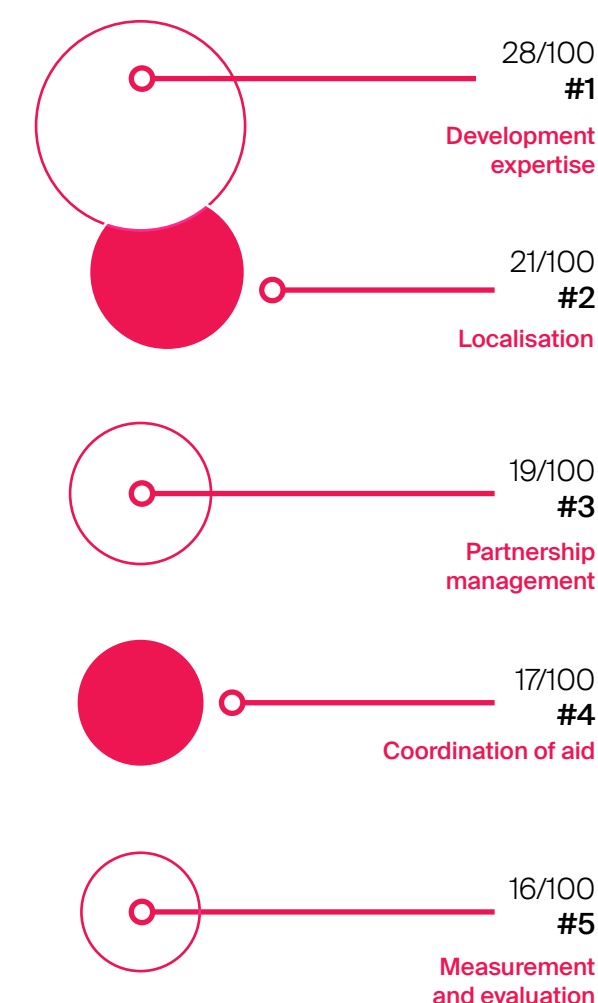 28/100
#1
Development
expertise
21/100
#2
Localisation
19/100
#3
Partnership
management
17/100
#4
Coordination of aid
16/100
#5
Measurement
and evaluation